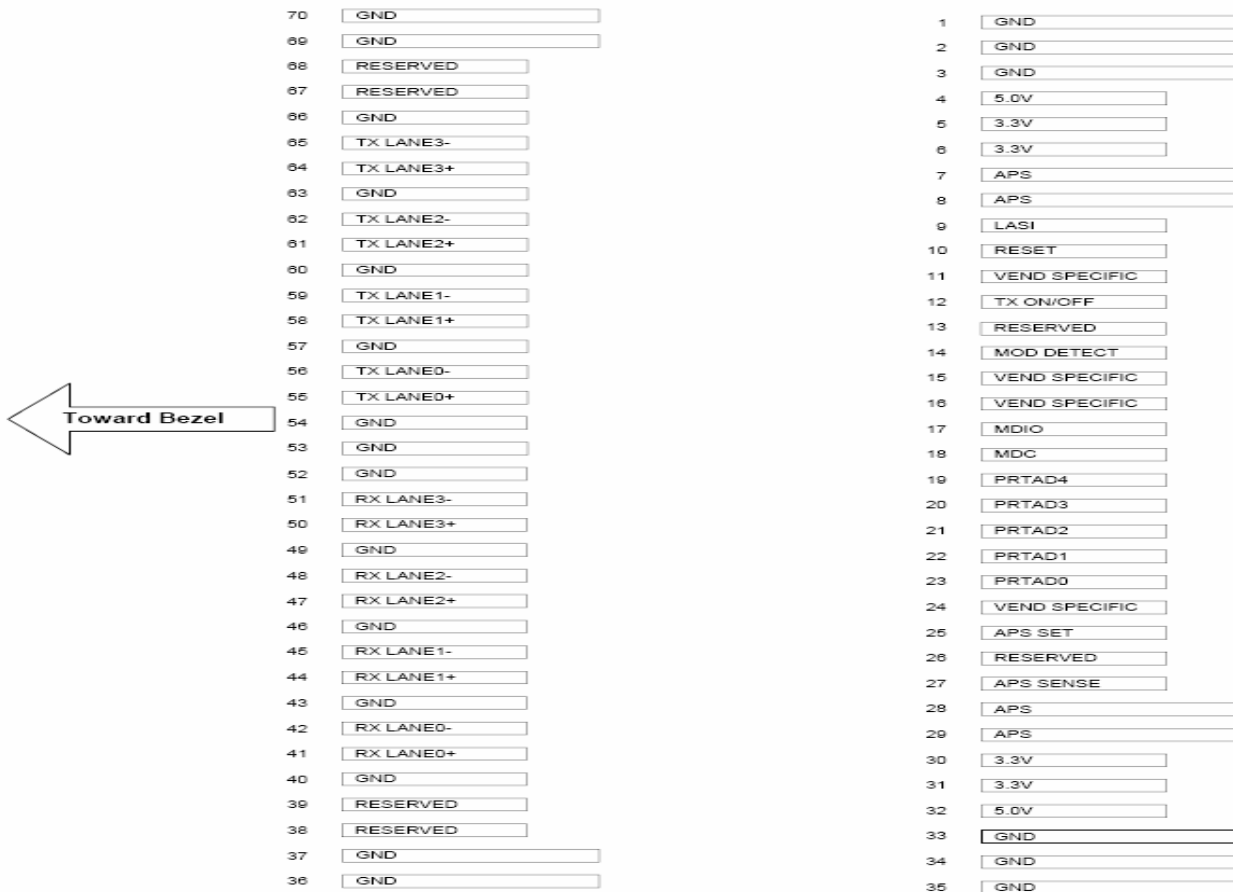 70 GND
69 GND
68 RESERVED
67 RESERVED
66 GND
65 TX LANE3-
64 TX LANE3+
63 GND
62 TX LANE2-
61 TX LANE2+
60 GND
59 TX LANE1-
58 TX LANE1+
57 GND
56 TX LANE0-
55 TX LANE0+
Toward Bezel
54 GND
53 GND
52 GND
51 RX LANE3-
50 RX LANE3+
49 GND
48 RX LANE2-
47 RX LANE2+
46 GND
45 RX LANE1-
44 RX LANE1+
43 GND
42 RX LANE0-
41 RX LANE0+
40 GND
39 RESERVED
38 RESERVED
37 GND
36 GND
1 GND
2 GND
3 GND
4 5.0V
5 3.3V
6 3.3V
7 APS
8 APS
9 LASI
10 RESET
11 VEND SPECIFIC
12 TX ON/OFF
13 RESERVED
14 MOD DETECT
15 VEND SPECIFIC
16 VEND SPECIFIC
17 MDIO
18 MDC
19 PRTAD4
20 PRTAD3
21 PRTAD2
22 PRTAD1
23 PRTAD0
24 VEND SPECIFIC
25 APS SET
26 RESERVED
27 APS SENSE
28 APS
29 APS
30 3.3V
31 3.3V
32 5.0V
33 GND
34 GND
35 GND